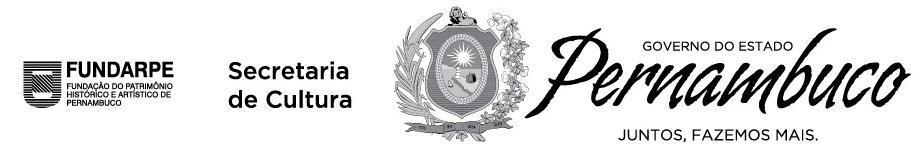 FUNDARPE
FUNDAÇÃO DO PATRIMÔNIO
HISTÓRICO E ARTÍSTICO DE
PERNAMBUCO
Secretaria
de Cultura
GOVERNO DO ESTADO
Pernambuco
JUNTOS, FAZEMOS MAIS.